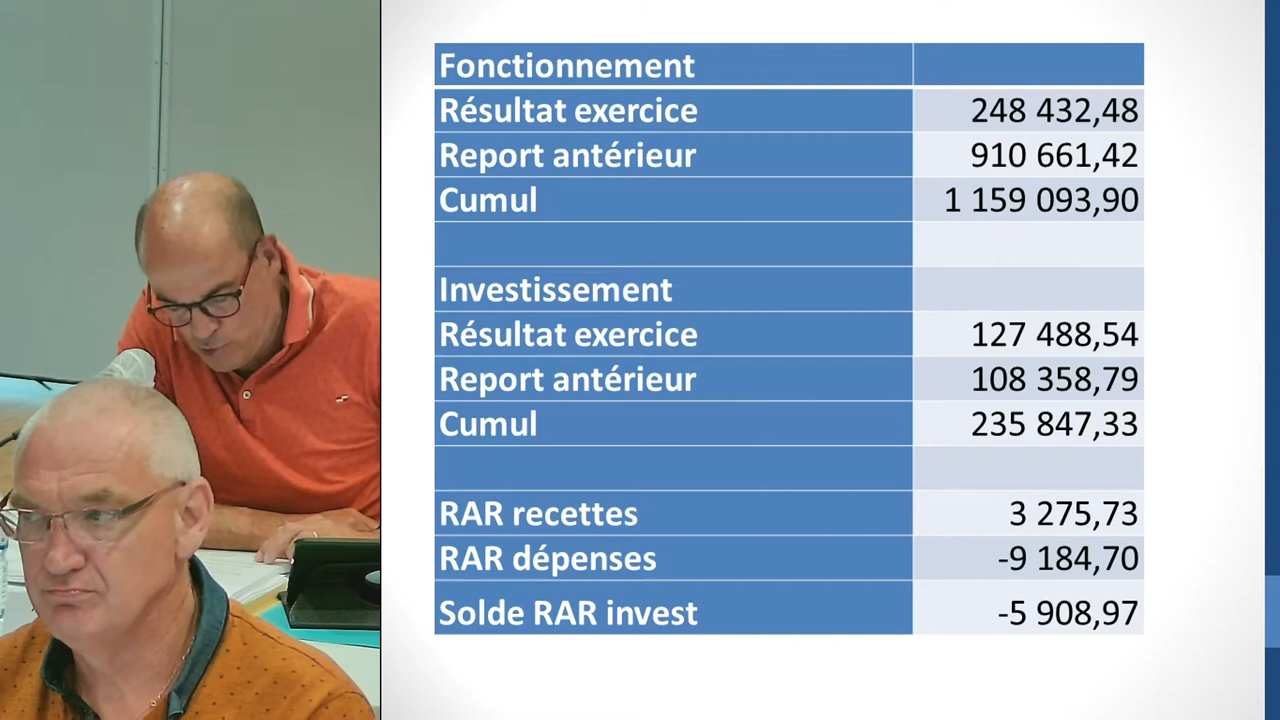 Fonctionnement
Résultat exercice 248 432,48
Report antérieur 910 661,42
Cumul 1 159 093,90
Investissement
Résultat exercice 127 488,54
Report antérieur 108 358,79
Cumul 235 847,33
RAR recettes 3 275,73
RAR dépenses -9 184,70
Solde RAR invest -5 908,97